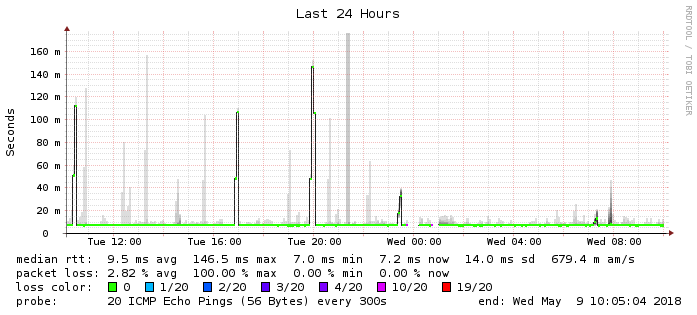 Last 24 Hours
RRDTOOL / TOBI OETIKER
Seconds
160 m
140 m
120 m
100 m
80 m
60 m
40 m
20 m
0
Tue 12:00 Tue 16:00 Tue 20:00 Wed 00:00 Wed 04:00 Wed 08:00
median rtt: 9.5 ms avg 146.5 ms max 7.0 ms min 7.2 ms now 14.0 ms sd 679.4 m am/s
packet loss: 2.82 % avg 100.00 % max 0.00 % min 0.00 % now
loss color: 0 1/20 2/20 3/20 4/20 10/20 19/20
probe: 20 ICMP Echo Pings (56 Bytes) every 300s end: Wed May 9 10:05:04 2018